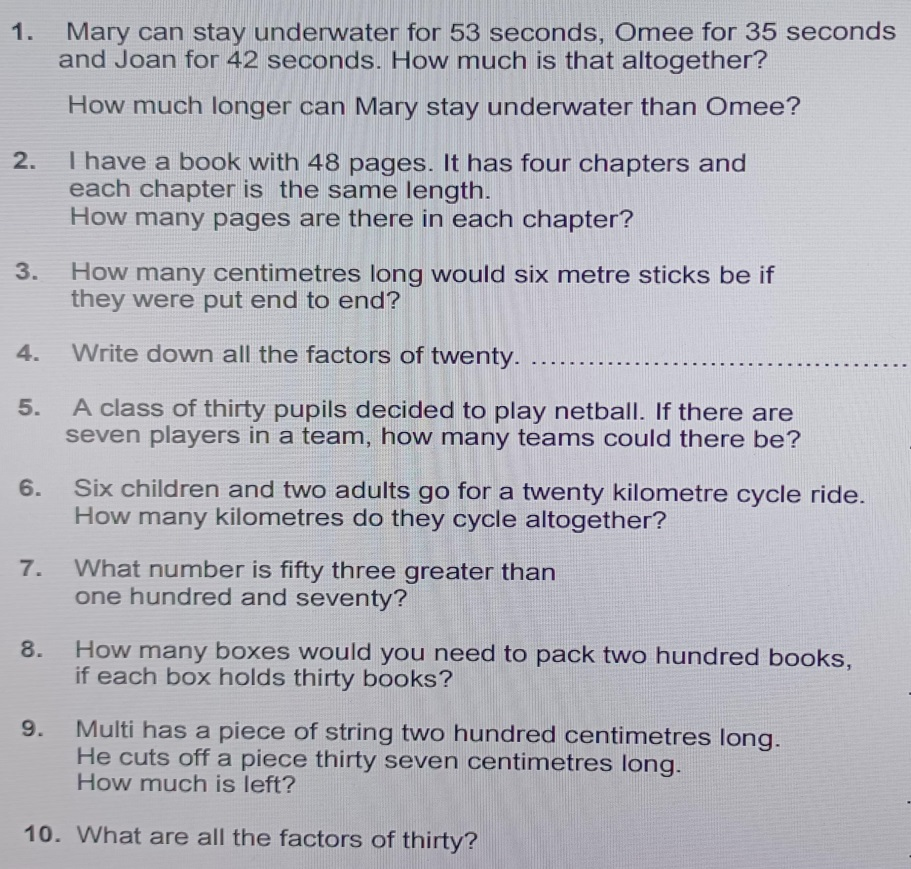 1. Mary can stay underwater for 53 seconds, Omee for 35 seconds
and Joan for 42 seconds. How much is that altogether?
How much longer can Mary stay underwater than Omee?
2. I have a book with 48 pages. It has four chapters and
each chapter is the same length.
How many pages are there in each chapter?
3. How many centimetres long would six metre sticks be if
they were put end to end?
4. Write down all the factors of twenty. ........................................
5. A class of thirty pupils decided to play netball. If there are
seven players in a team, how many teams could there be?
6. Six children and two adults go for a twenty kilometre cycle ride.
How many kilometres do they cycle altogether?
7. What number is fifty three greater than
one hundred and seventy?
8. How many boxes would you need to pack two hundred books,
if each box holds thirty books?
9. Multi has a piece of string two hundred centimetres long.
He cuts off a piece thirty seven centimetres long.
How much is left?
10. What are all the factors of thirty?